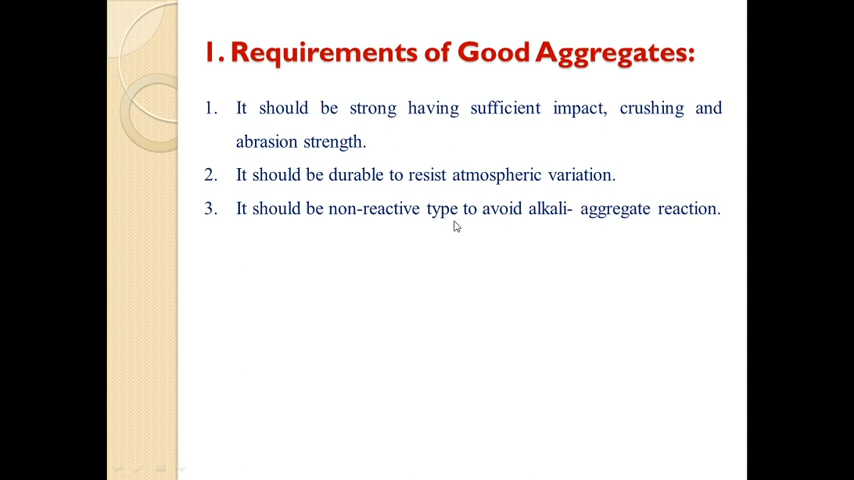 1. Requirements of Good Aggregates:
1. It should be strong having sufficient impact, crushing and
abrasion strength.
2. It should be durable to resist atmospheric variation.
3. It should be non-reactive type to avoid alkali- aggregate reaction.